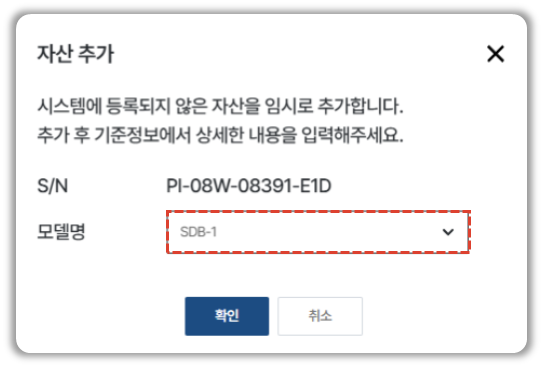 자산 추가
시스템에 등록되지 않은 자산을 임시로 추가합니다.
추가 후 기준정보에서 상세한 내용을 입력해주세요.
S/N PI-08W-08391-E1D
모델명 SDB-1
확인 취소